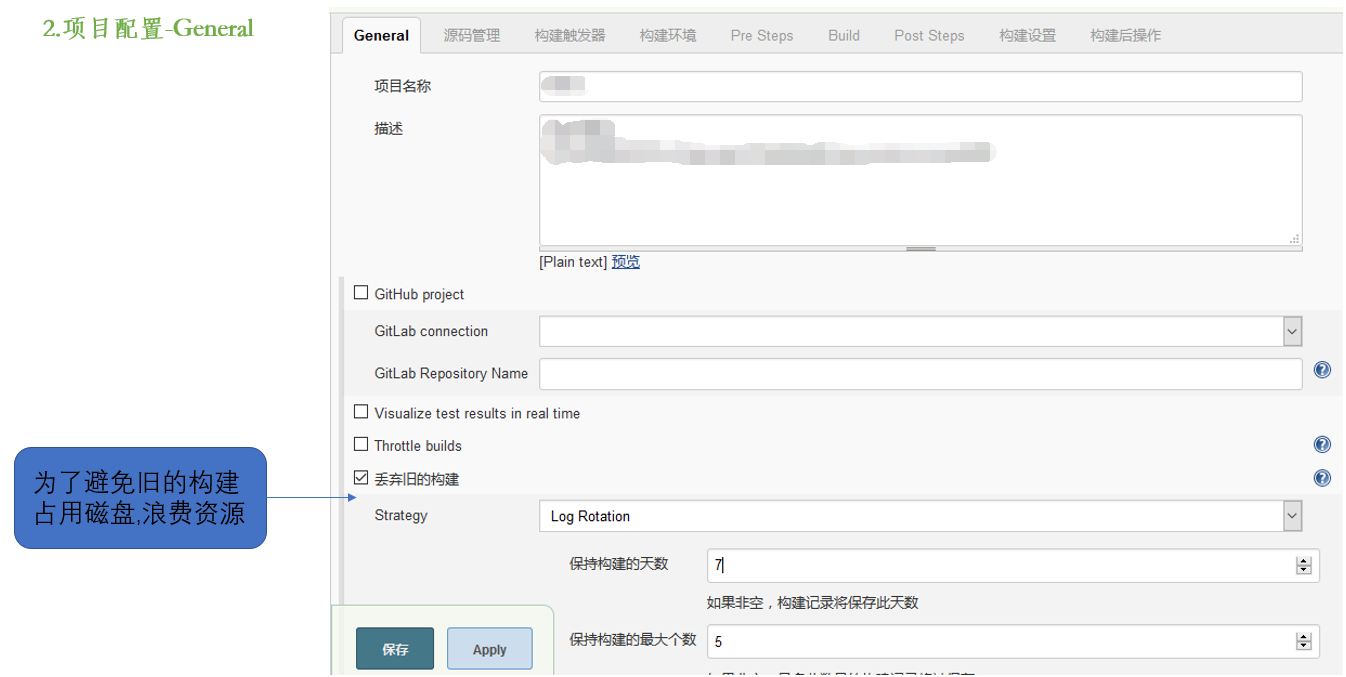 2.项目配置-General
General 源码管理 构建触发器 构建环境 Pre Steps Build Post Steps 构建设置 构建后操作
项目名称
描述
[Plain text] 预览
GitHub project
GitLab connection
GitLab Repository Name
Visualize test results in real time
Throttle builds
丢弃旧的构建
为了避免旧的构建
占用磁盘,浪费资源
Strategy Log Rotation
保持构建的天数 7
如果非空，构建记录将保存此天数
保持构建的最大个数 5
保存 Apply